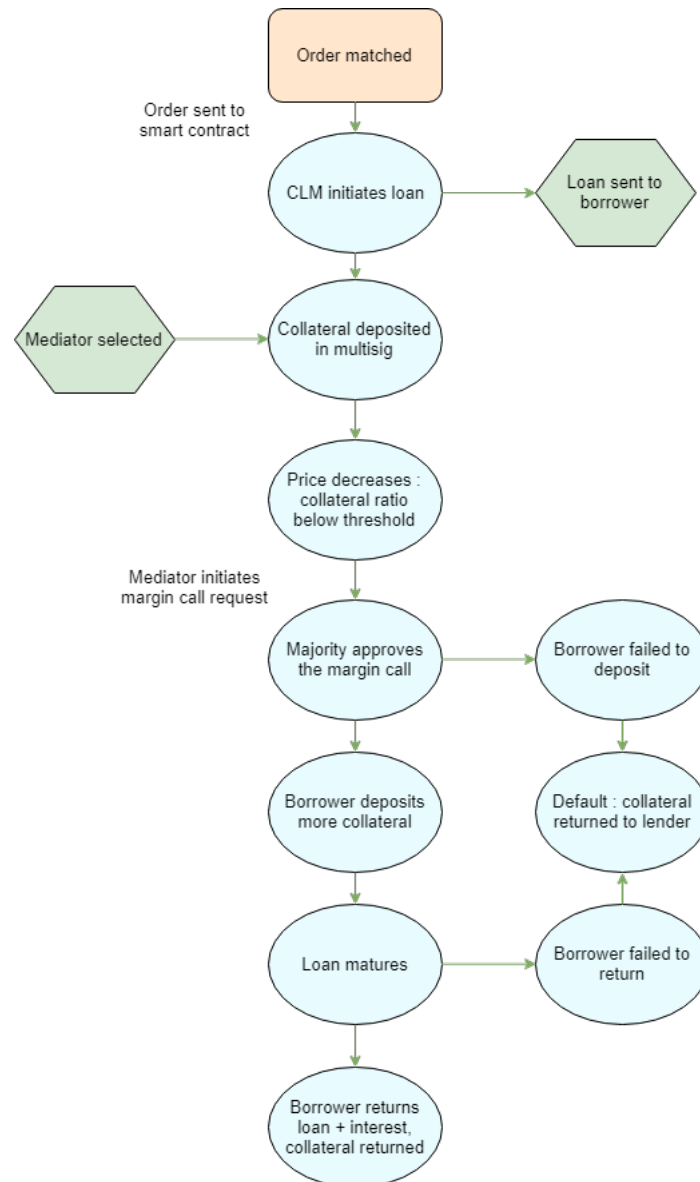 Order matched
Order sent to
smart contract
CLM initiates loan
Loan sent to
borrower
Mediator selected
Collateral deposited
in multisig
Price decreases :
collateral ratio
below threshold
Mediator initiates
margin call request
Majority approves
the margin call
Borrower failed to
deposit
Borrower deposits
more collateral
Default : collateral
returned to lender
Loan matures
Borrower failed to
return
Borrower returns
loan + interest,
collateral returned